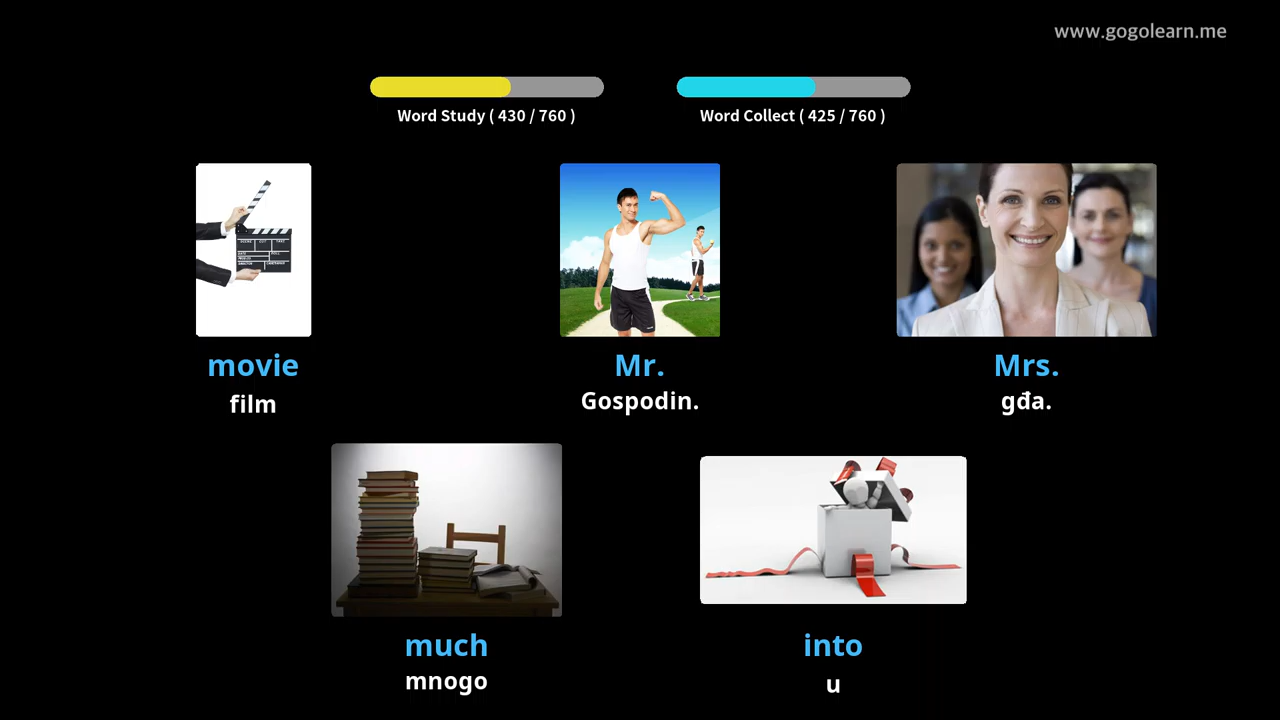 www.gogolearn.me
Word Study ( 430 / 760 )
Word Collect ( 425 / 760 )
movie
film
Mr.
Gospodin.
Mrs.
gđa.
much
mnogo
into
u